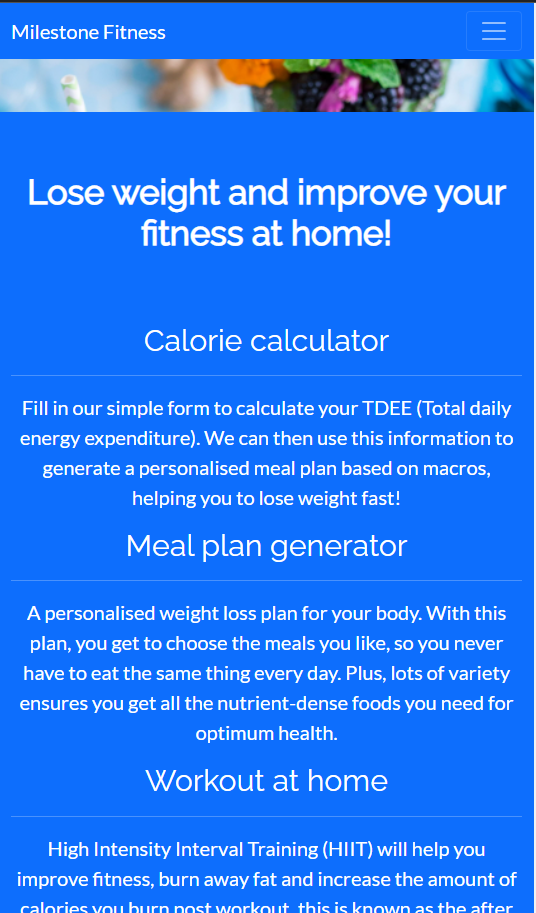 Milestone Fitness
Lose weight and improve your
fitness at home!
Calorie calculator
Fill in our simple form to calculate your TDEE (Total daily
energy expenditure). We can then use this information to
generate a personalised meal plan based on macros,
helping you to lose weight fast!
Meal plan generator
A personalised weight loss plan for your body. With this
plan, you get to choose the meals you like, so you never
have to eat the same thing every day. Plus, lots of variety
ensures you get all the nutrient-dense foods you need for
optimum health.
Workout at home
High Intensity Interval Training (HIIT) will help you
improve fitness, burn away fat and increase the amount of
calories you burn post workout, this is known as the after